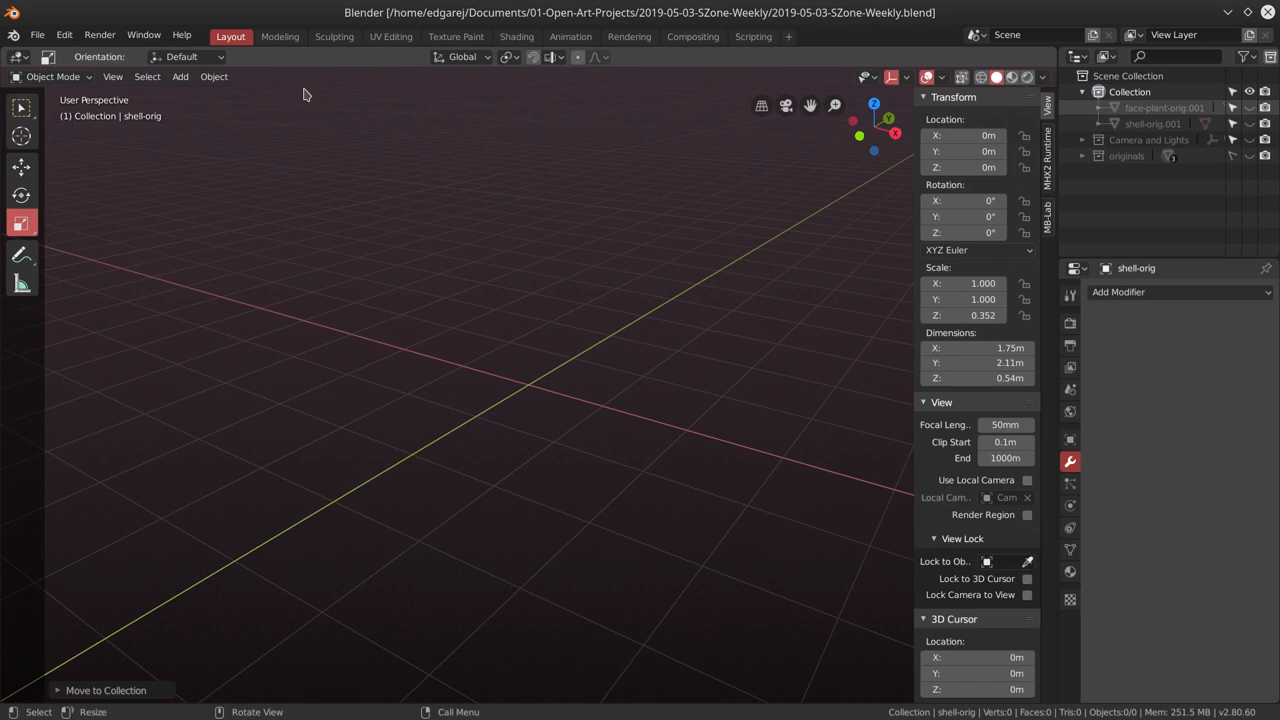 Blender [/home/edgarej/Documents/01-Open-Art-Projects/2019-05-03-SZone-Weekly/2019-05-03-SZone-Weekly.blend]
File Edit Render Window Help Layout Modeling Sculpting UV Editing Texture Paint Shading Animation Rendering Compositing Scripting + Scene View Layer
Orientation: Default Global
Object Mode View Select Add Object
User Perspective
(1) Collection | shell-orig
Z
Y
X
Transform
Location:
X: 0m
Y: 0m
Z: 0m
Rotation:
X: 0°
Y: 0°
Z: 0°
XYZ Euler
Scale:
X: 1.000
Y: 1.000
Z: 0.352
Dimensions:
X: 1.75m
Y: 2.11m
Z: 0.54m
View
Focal Leng.. 50mm
Clip Start 0.1m
End 1000m
Use Local Camera
Local Cam.. Cam
Render Region
View Lock
Lock to Ob..
Lock to 3D Cursor
Lock Camera to View
3D Cursor
Location:
X: 0m
Y: 0m
Z: 0m
View
MHX2 Runtime
MB-Lab
Scene Collection
Collection
face-plant-orig.001
shell-orig.001
Camera and Lights
originals 3
shell-orig
Add Modifier
Move to Collection
Select Resize Rotate View Call Menu Collection | shell-orig | Verts:0 | Faces:0 | Tris:0 | Objects:0/0 | Mem: 251.5 MB | v2.80.60